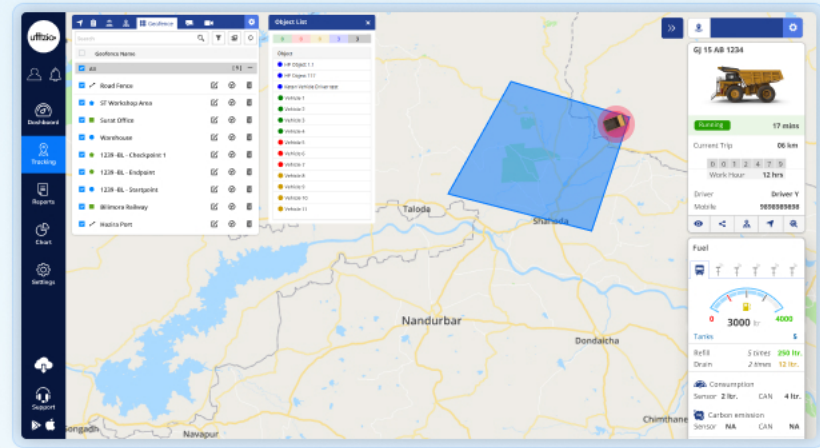 uffizio
Dashboard
Tracking
Reports
Chart
Settings
Support
Geofence
Search
Geofence Name
All
[9]
Road Fence
ST Workshop Area
Surat Office
Warehouse
1239 -BL - Checkpoint 1
1239 -BL - Endpoint
1239 -BL - Startpoint
Bilimora Railway
Hazira Port
Object List
Object
Vehicle 1
Vehicle 2
Vehicle 3
Vehicle 4
Vehicle 5
Vehicle 6
Vehicle 7
Vehicle 8
Vehicle 9
Vehicle 10
Vehicle 11
Taloda
Shahada
Nandurbar
Dondaicha
Chimthane
Songadh
Navapur
GJ 15 AB 1234
Running 17 mins
Current Trip 06 km
0 0 1 2 4 7 9
Work Hour 12 hrs
Driver Driver Y
Mobile 9898989898
Fuel
0 3000 ltr 4000
Tanks 5
Refill 5 times 250 ltr.
Drain 2 times 12 ltr.
Consumption
Sensor 2 ltr. CAN 4 ltr.
Carbon emission
Sensor NA CAN NA